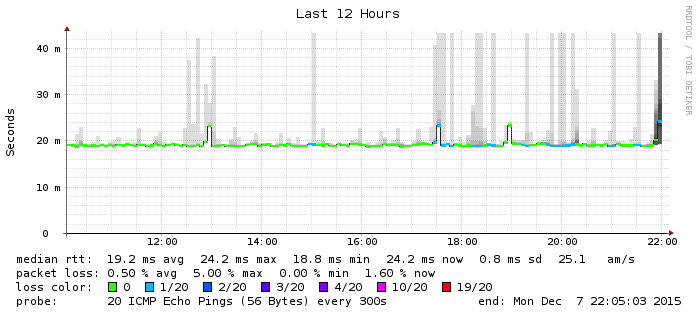 Last 12 Hours
RRDTOOL / TOBI OETIKER
Seconds
40 m
30 m
20 m
10 m
0
12:00 14:00 16:00 18:00 20:00 22:00
median rtt: 19.2 ms avg 24.2 ms max 18.8 ms min 24.2 ms now 0.8 ms sd 25.1 am/s
packet loss: 0.50 % avg 5.00 % max 0.00 % min 1.60 % now
loss color: 0 1/20 2/20 3/20 4/20 10/20 19/20
probe: 20 ICMP Echo Pings (56 Bytes) every 300s end: Mon Dec 7 22:05:03 2015